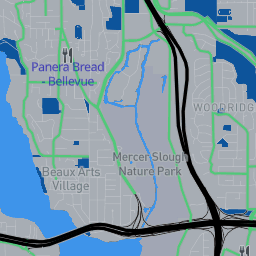 Panera Bread
- Bellevue
WOODRIDG
Mercer Slough
Nature Park
Beaux Arts
Village